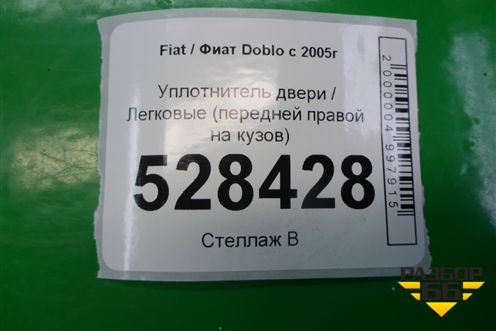 Fiat / Фиат Doblo с 2005г
Уплотнитель двери /
Легковые (передней правой
на кузов)
528428
Стеллаж В
2000004997915
РАЗБОР
66